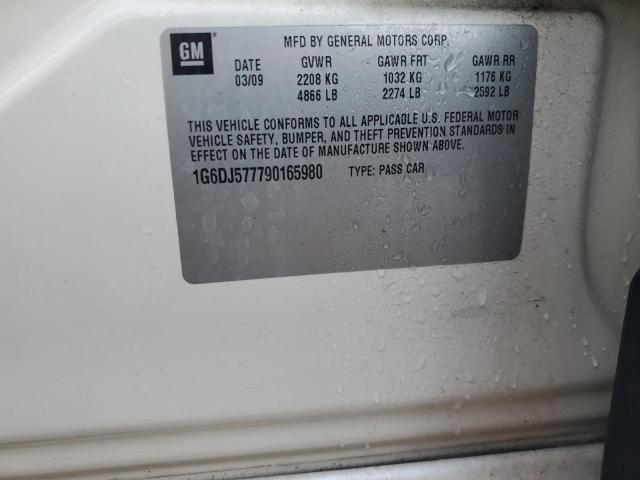 GM
MFD BY GENERAL MOTORS CORP.
DATE GVWR GAWR FRT GAWR RR
03/09 2208 KG 1032 KG 1176 KG
4866 LB 2274 LB 2592 LB
THIS VEHICLE CONFORMS TO ALL APPLICABLE U.S. FEDERAL MOTOR
VEHICLE SAFETY, BUMPER, AND THEFT PREVENTION STANDARDS IN
EFFECT ON THE DATE OF MANUFACTURE SHOWN ABOVE.
1G6DJ577790165980 TYPE: PASS CAR